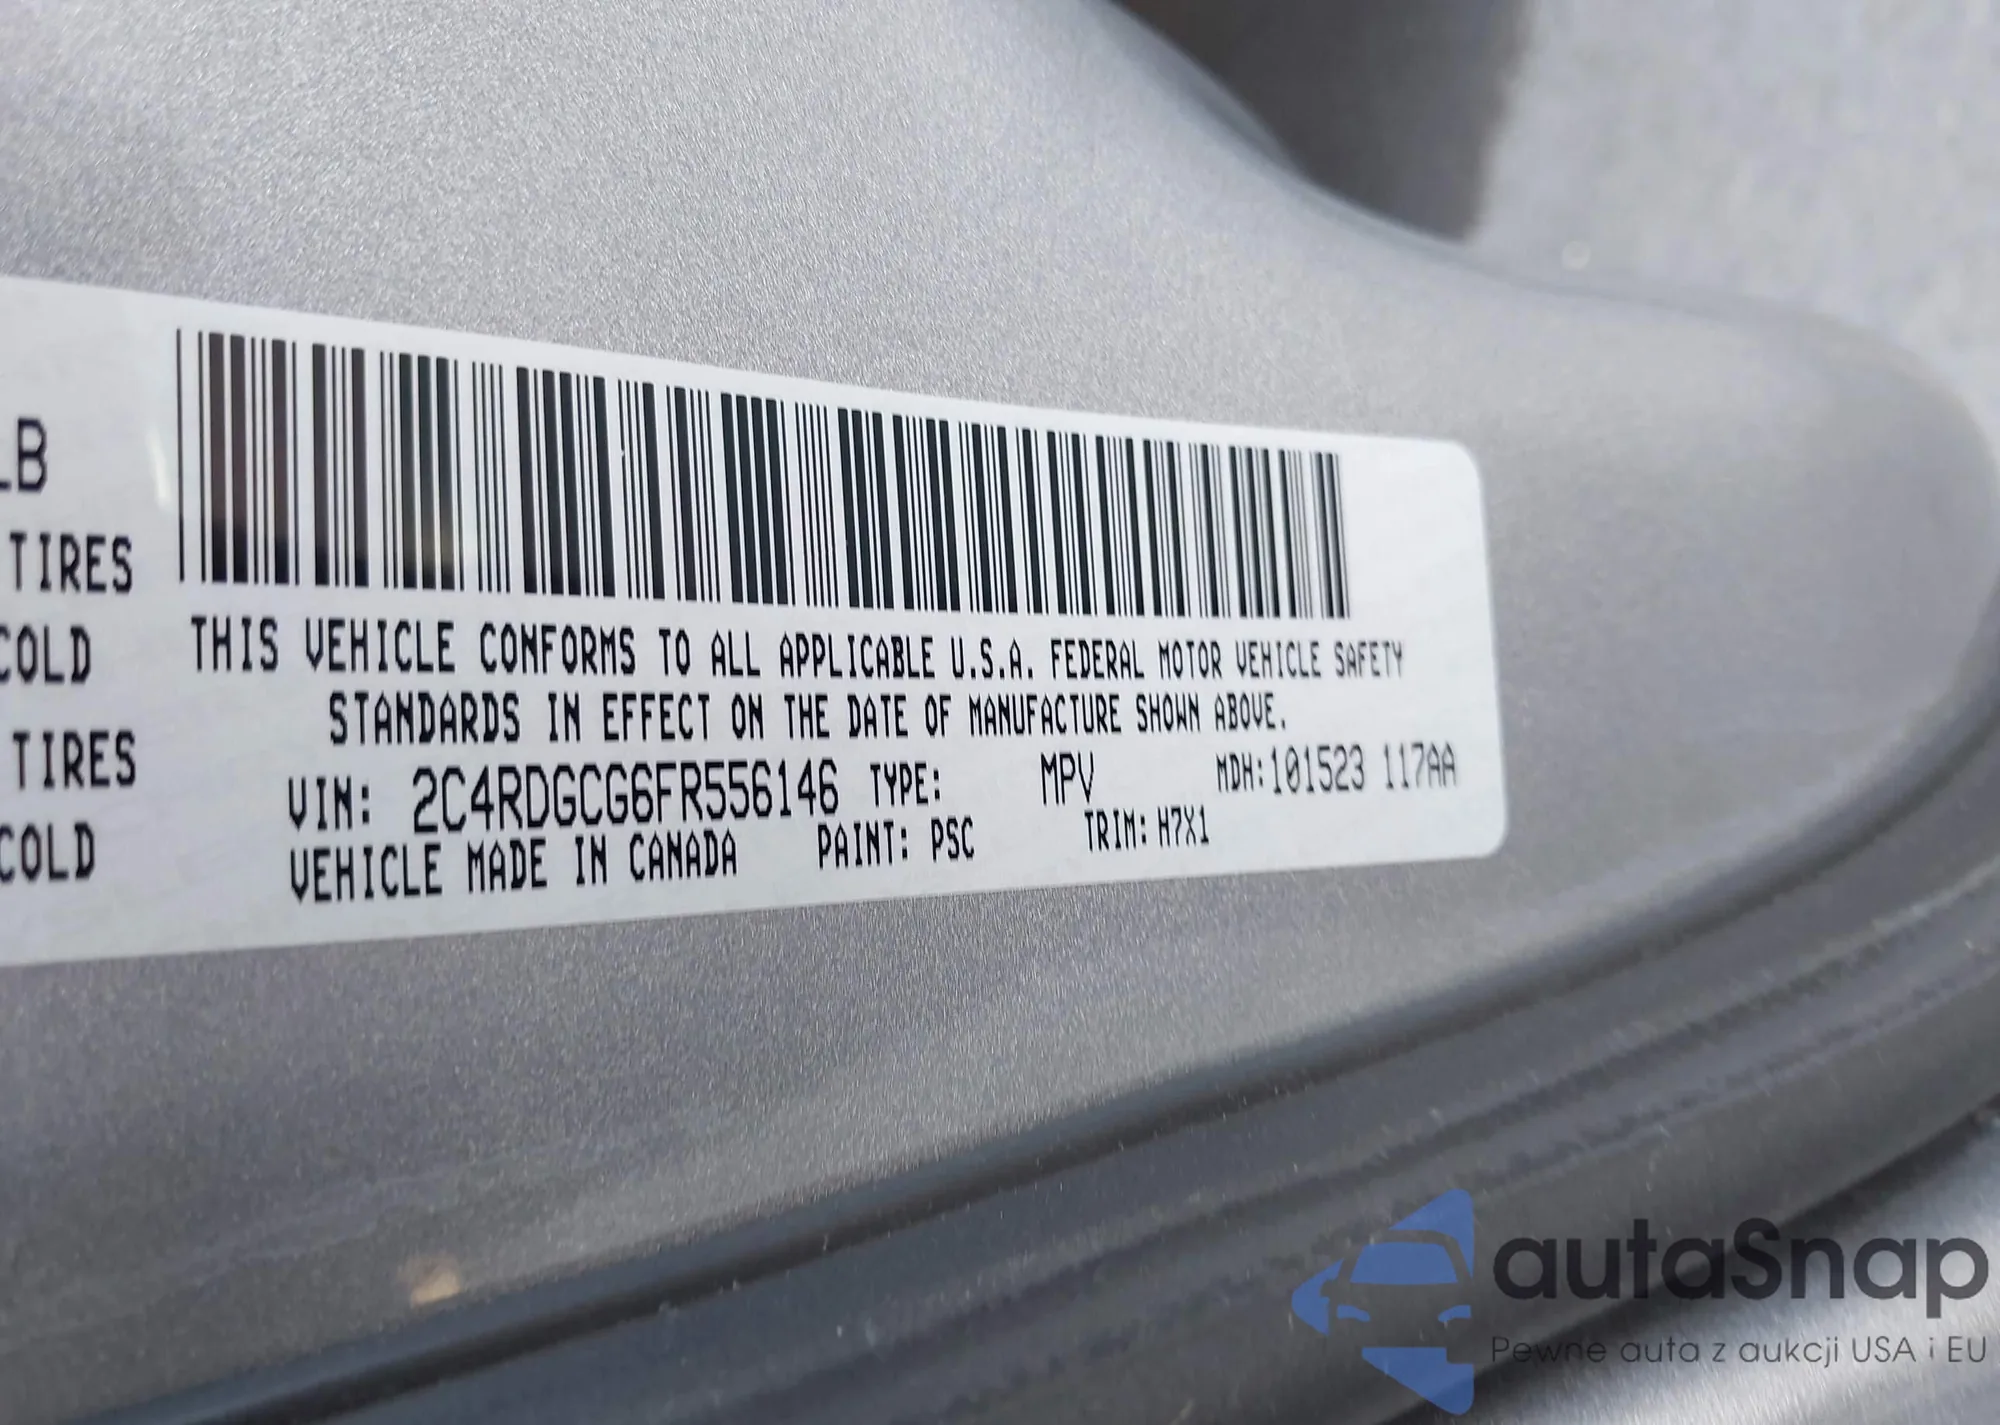 LB
TIRES
COLD
TIRES
COLD
THIS VEHICLE CONFORMS TO ALL APPLICABLE U.S.A. FEDERAL MOTOR VEHICLE SAFETY
STANDARDS IN EFFECT ON THE DATE OF MANUFACTURE SHOWN ABOVE.
VIN: 2C4RDGCG6FR556146 TYPE: MPV MDH:101523 117AA
VEHICLE MADE IN CANADA PAINT: PSC TRIM: H7X1
autaSnap
Pewne auta z aukcji USA i EU